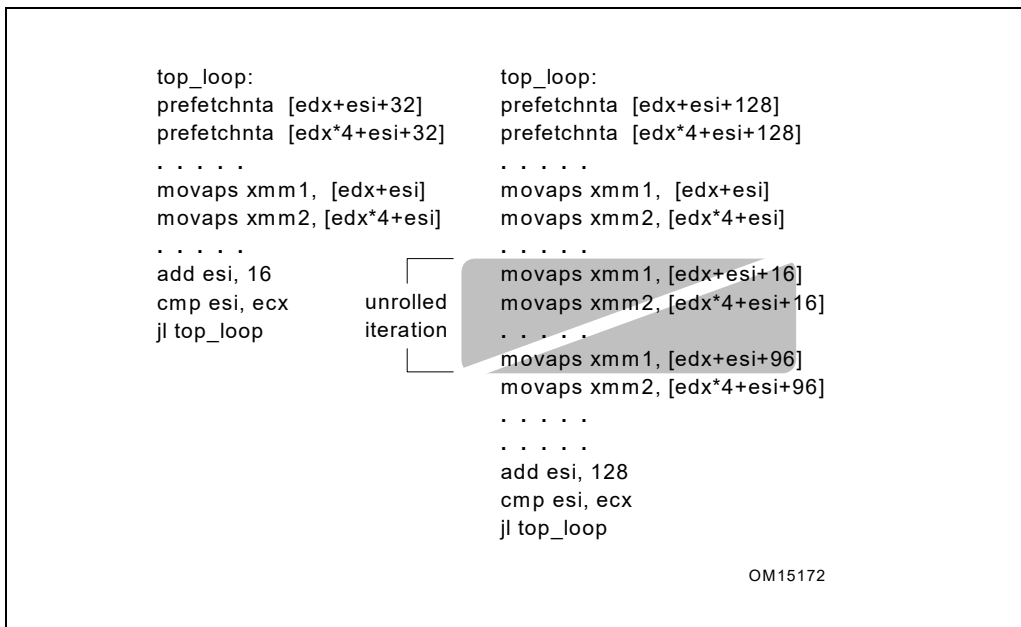 top_loop:
prefetchnta [edx+esi+32]
prefetchnta [edx*4+esi+32]
. . . . .
movaps xmm1, [edx+esi]
movaps xmm2, [edx*4+esi]
. . . . .
add esi, 16
cmp esi, ecx
jl top_loop
unrolled
iteration
top_loop:
prefetchnta [edx+esi+128]
prefetchnta [edx*4+esi+128]
. . . . .
movaps xmm1, [edx+esi]
movaps xmm2, [edx*4+esi]
. . . . .
movaps xmm1, [edx+esi+16]
movaps xmm2, [edx*4+esi+16]
. . . . .
movaps xmm1, [edx+esi+96]
movaps xmm2, [edx*4+esi+96]
. . . . .
. . . . .
add esi, 128
cmp esi, ecx
jl top_loop
OM15172